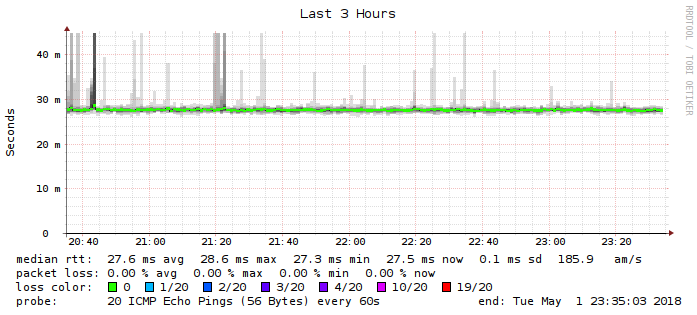 Last 3 Hours
RRDTOOL / TOBI OETIKER
Seconds
40 m
30 m
20 m
10 m
0
20:40 21:00 21:20 21:40 22:00 22:20 22:40 23:00 23:20
median rtt: 27.6 ms avg 28.6 ms max 27.3 ms min 27.5 ms now 0.1 ms sd 185.9 am/s
packet loss: 0.00 % avg 0.00 % max 0.00 % min 0.00 % now
loss color: 0 1/20 2/20 3/20 4/20 10/20 19/20
probe: 20 ICMP Echo Pings (56 Bytes) every 60s end: Tue May 1 23:35:03 2018